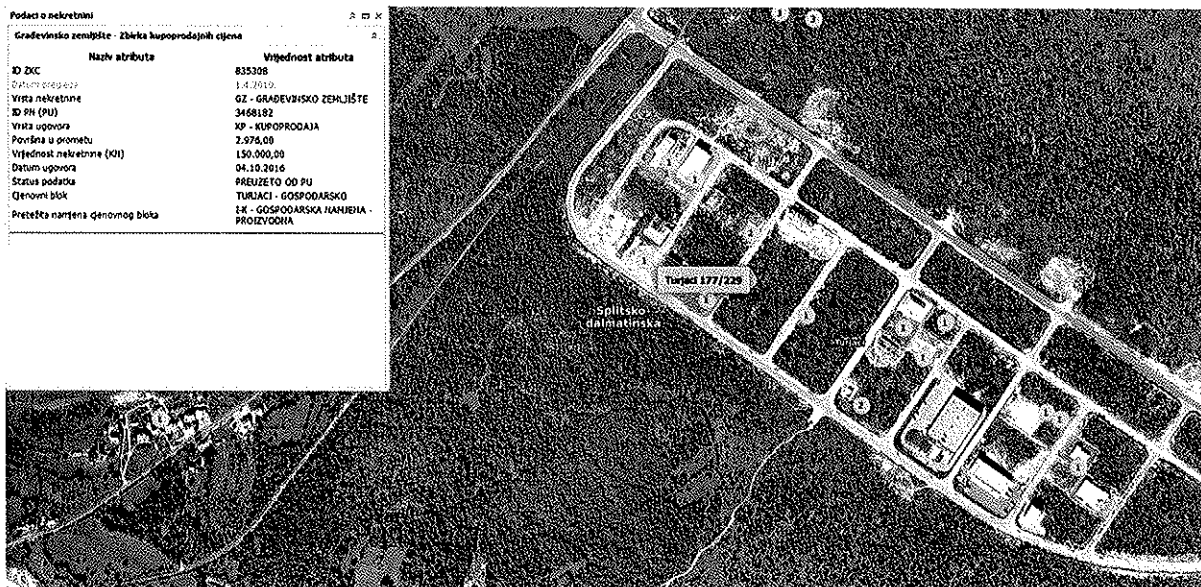 Podaci o nekretnini
Građevinsko zemljište - Zbirka kupoprodajnih cijena
Naziv atributa Vrijednost atributa
ID ZKC 835308
Datum pregleda 1.4.2019.
Vrsta nekretnine GZ - GRAĐEVINSKO ZEMLJIŠTE
ID PN (PU) 3468182
Vrsta ugovora KP - KUPOPRODAJA
Površina u prometu 2.976,00
Vrijednost nekretnine (KN) 150.000,00
Datum ugovora 04.10.2016
Status podatka PREUZETO OD PU
Cjenovni blok TURJACI - GOSPODARSKO
Pretežita namjena cjenovnog bloka I-K - GOSPODARSKA NAMJENA -
PROIZVODNA
Turjaci 177/229
Splitsko
dalmatinska